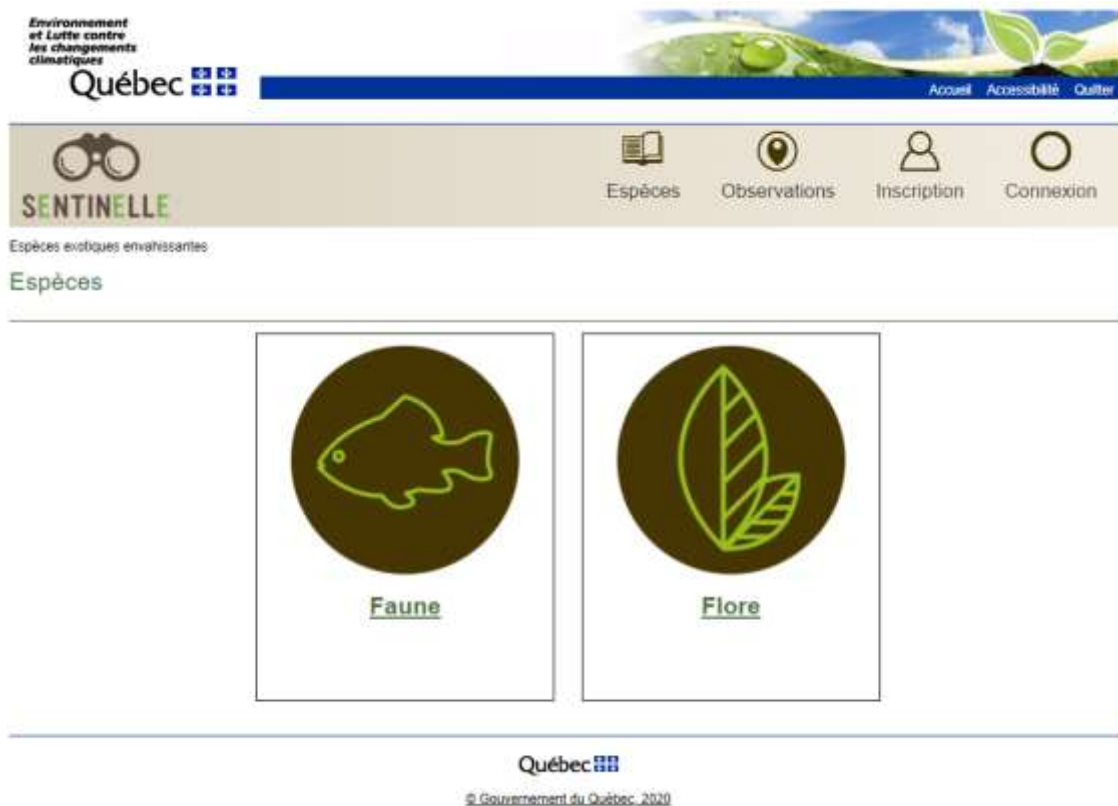 Environnement
et Lutte contre
les changements
climatiques
Québec
Accueil Accessibilité Quitter
SENTINELLE
Espèces Observations Inscription Connexion
Espèces exotiques envahissantes
Espèces
Faune Flore
Québec
© Gouvernement du Québec, 2020